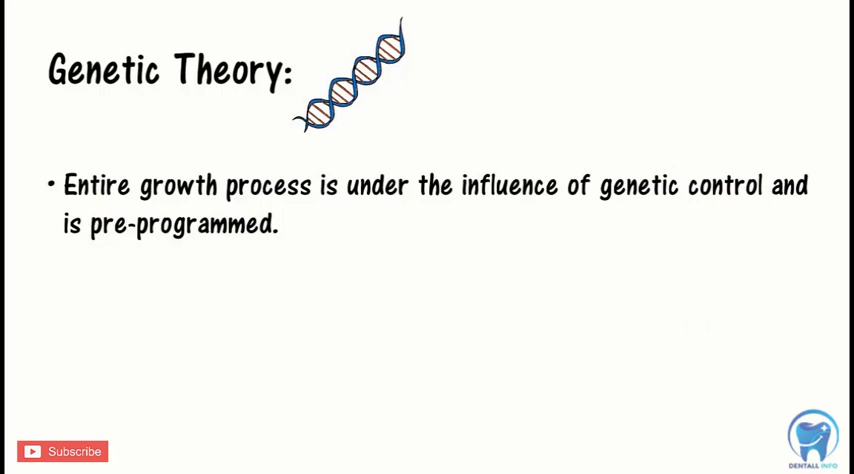 Genetic Theory:
• Entire growth process is under the influence of genetic control and
is pre-programmed.
Subscribe
DENTALL INFO